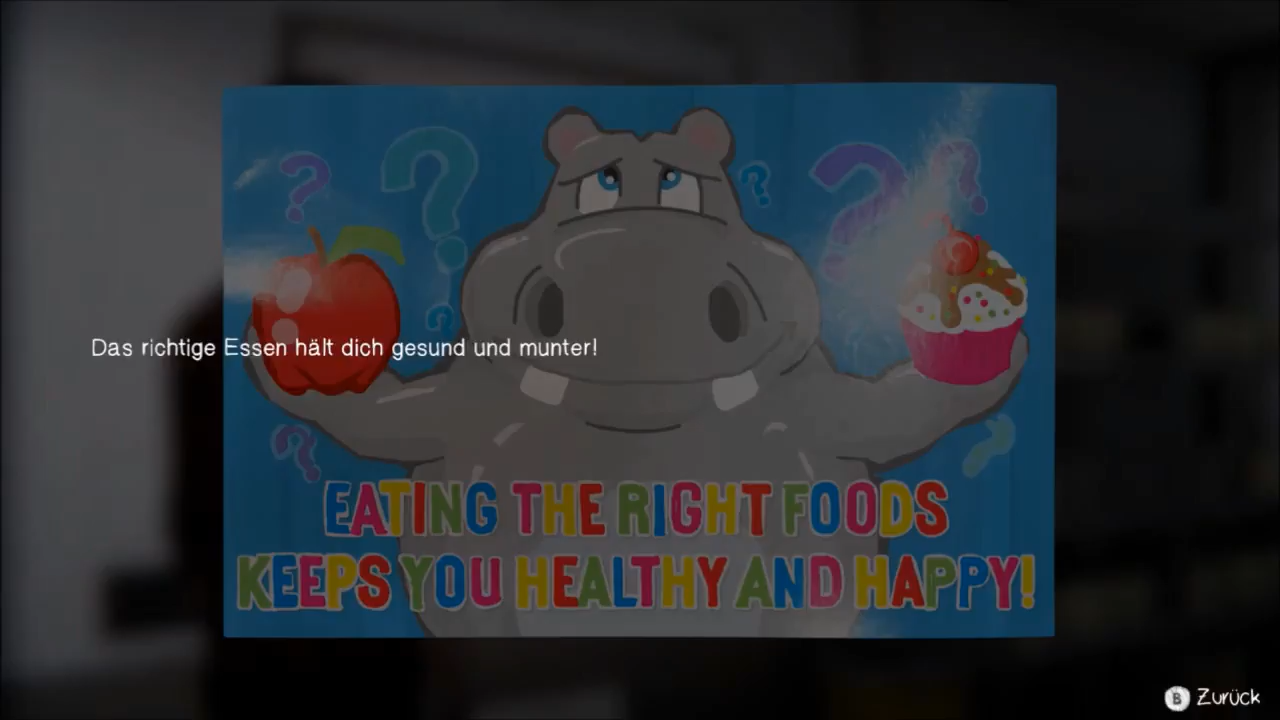 Das richtige Essen hält dich gesund und munter!
EATING THE RIGHT FOODS
KEEPS YOU HEALTHY AND HAPPY!
B Zurück